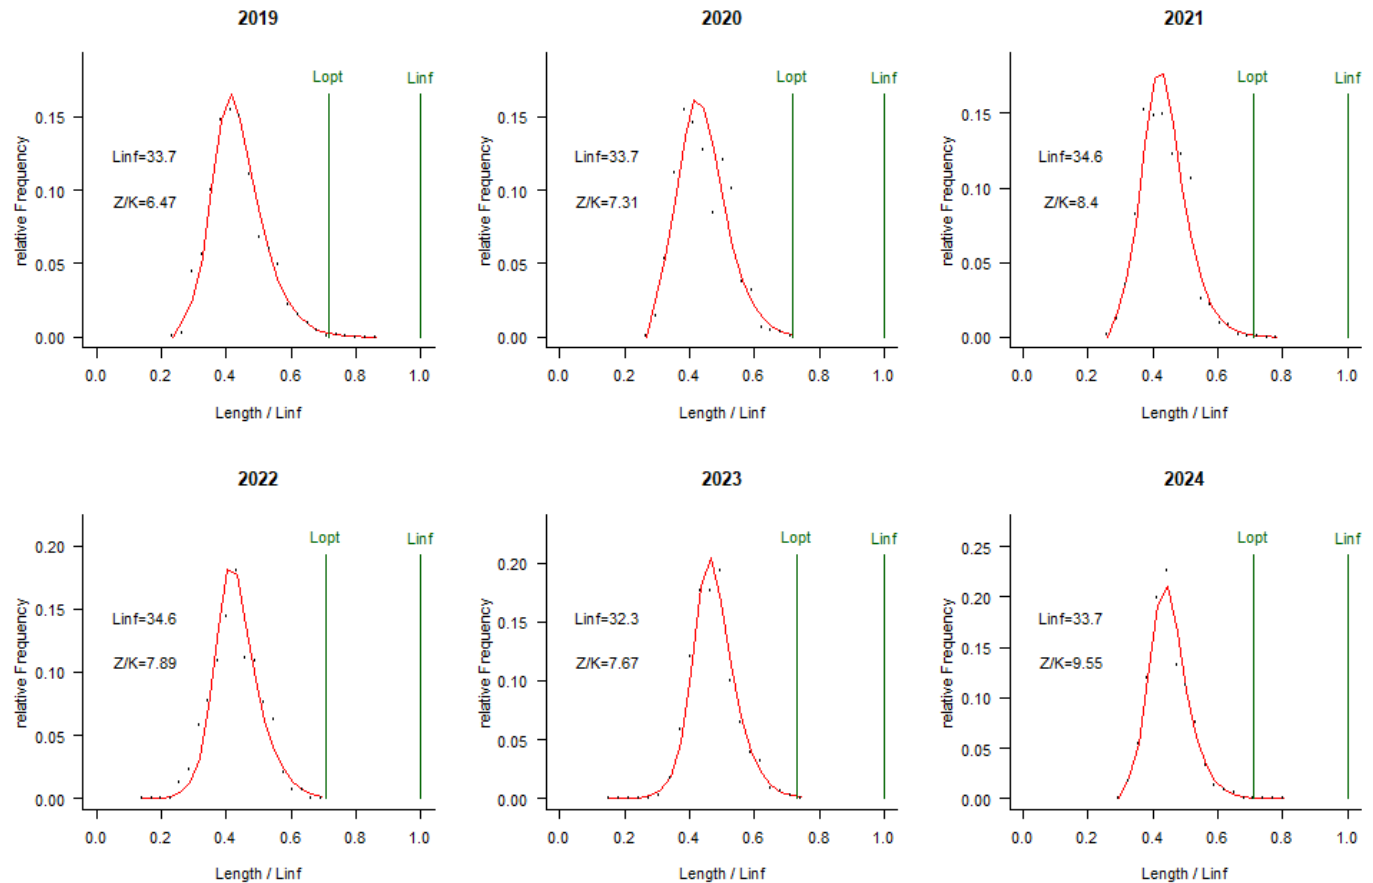 2019
Lopt
Linf
0.15
Linf=33.7
0.10
Z/K=6.47
0.05
0.00
relative Frequency
0.0 0.2 0.4 0.6 0.8 1.0
Length / Linf
2020
Lopt
Linf
0.15
Linf=33.7
0.10
Z/K=7.31
0.05
0.00
relative Frequency
0.0 0.2 0.4 0.6 0.8 1.0
Length / Linf
2021
Lopt
Linf
0.15
Linf=34.6
0.10
Z/K=8.4
0.05
0.00
relative Frequency
0.0 0.2 0.4 0.6 0.8 1.0
Length / Linf
2022
Lopt
Linf
0.20
0.15
Linf=34.6
0.10
Z/K=7.89
0.05
0.00
relative Frequency
0.0 0.2 0.4 0.6 0.8 1.0
Length / Linf
2023
Lopt
Linf
0.20
Linf=32.3
0.15
Z/K=7.67
0.10
0.05
0.00
relative Frequency
0.0 0.2 0.4 0.6 0.8 1.0
Length / Linf
2024
Lopt
Linf
0.25
0.20
Linf=33.7
0.15
Z/K=9.55
0.10
0.05
0.00
relative Frequency
0.0 0.2 0.4 0.6 0.8 1.0
Length / Linf